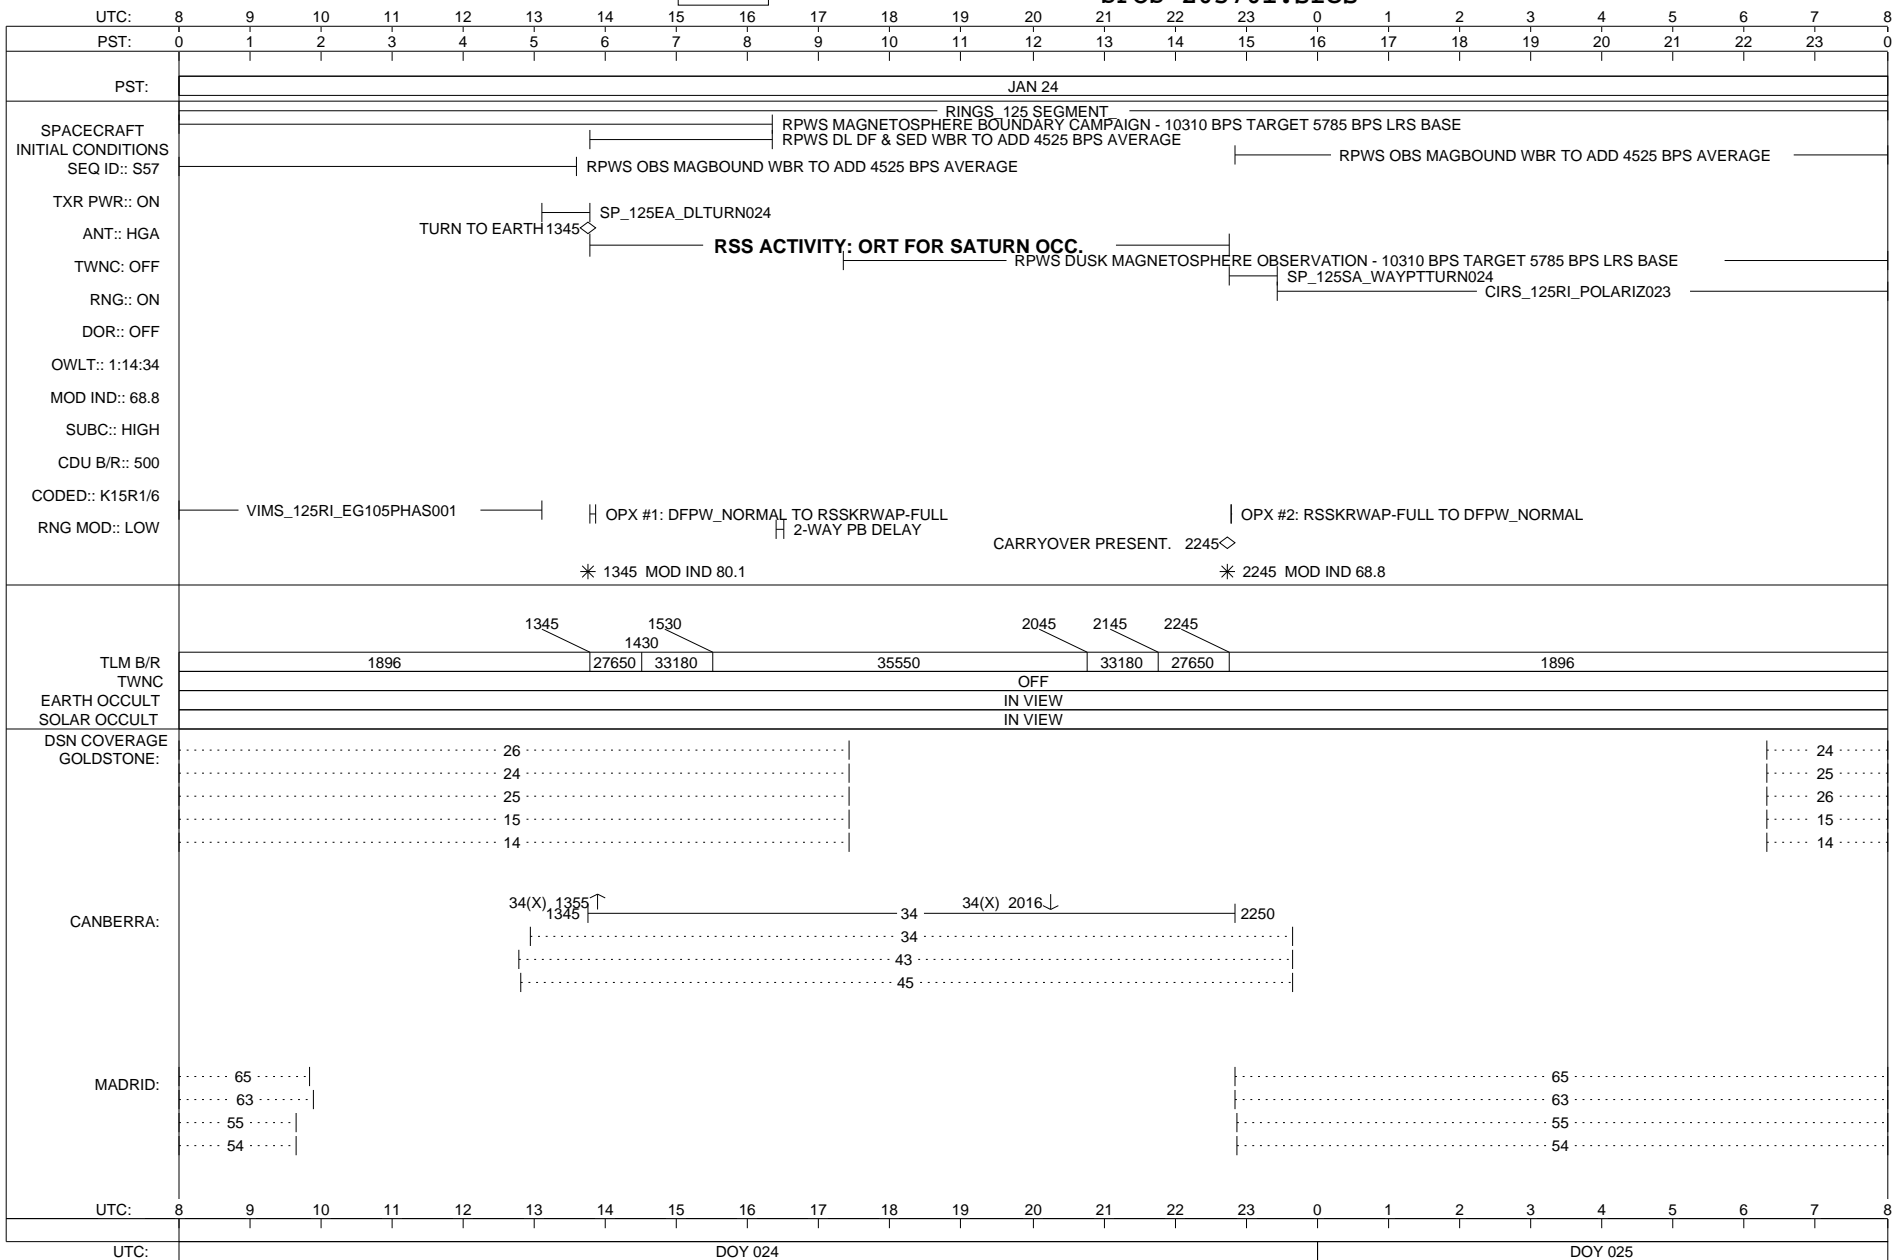 UTC: 8 9 10 11 12 13 14 15 16 17 18 19 20 21 22 23 0 1 2 3 4 5 6 7 8
PST: 0 1 2 3 4 5 6 7 8 9 10 11 12 13 14 15 16 17 18 19 20 21 22 23 0
PST: JAN 24
RINGS_125 SEGMENT
SPACECRAFT
INITIAL CONDITIONS
SEQ ID:: S57
TXR PWR:: ON
ANT:: HGA
TWNC: OFF
RNG:: ON
DOR:: OFF
OWLT:: 1:14:34
MOD IND:: 68.8
SUBC:: HIGH
CDU B/R:: 500
CODED:: K15R1/6
RNG MOD:: LOW
RPWS MAGNETOSPHERE BOUNDARY CAMPAIGN - 10310 BPS TARGET 5785 BPS LRS BASE
RPWS DL DF & SED WBR TO ADD 4525 BPS AVERAGE
RPWS OBS MAGBOUND WBR TO ADD 4525 BPS AVERAGE
RPWS OBS MAGBOUND WBR TO ADD 4525 BPS AVERAGE
SP_125EA_DLTURN024
TURN TO EARTH 1345
RSS ACTIVITY: ORT FOR SATURN OCC.
RPWS DUSK MAGNETOSPHERE OBSERVATION - 10310 BPS TARGET 5785 BPS LRS BASE
SP_125SA_WAYPTTURN024
CIRS_125RI_POLARIZ023
VIMS_125RI_EG105PHAS001
OPX #1: DFPW_NORMAL TO RSSKRWAP-FULL
OPX #2: RSSKRWAP-FULL TO DFPW_NORMAL
2-WAY PB DELAY
CARRYOVER PRESENT. 2245
1345 MOD IND 80.1
2245 MOD IND 68.8
1345 1530 2045 2145 2245
1430
TLM B/R 1896 27650 33180 35550 33180 27650 1896
TWNC OFF
EARTH OCCULT IN VIEW
SOLAR OCCULT IN VIEW
DSN COVERAGE
GOLDSTONE:
26 24
24 25
25 26
15 15
14 14
CANBERRA:
34(X) 1355 34(X) 2016
1345 34 2250
34
43
45
MADRID:
65 65
63 63
55 55
54 54
UTC: 8 9 10 11 12 13 14 15 16 17 18 19 20 21 22 23 0 1 2 3 4 5 6 7 8
UTC: DOY 024 DOY 025